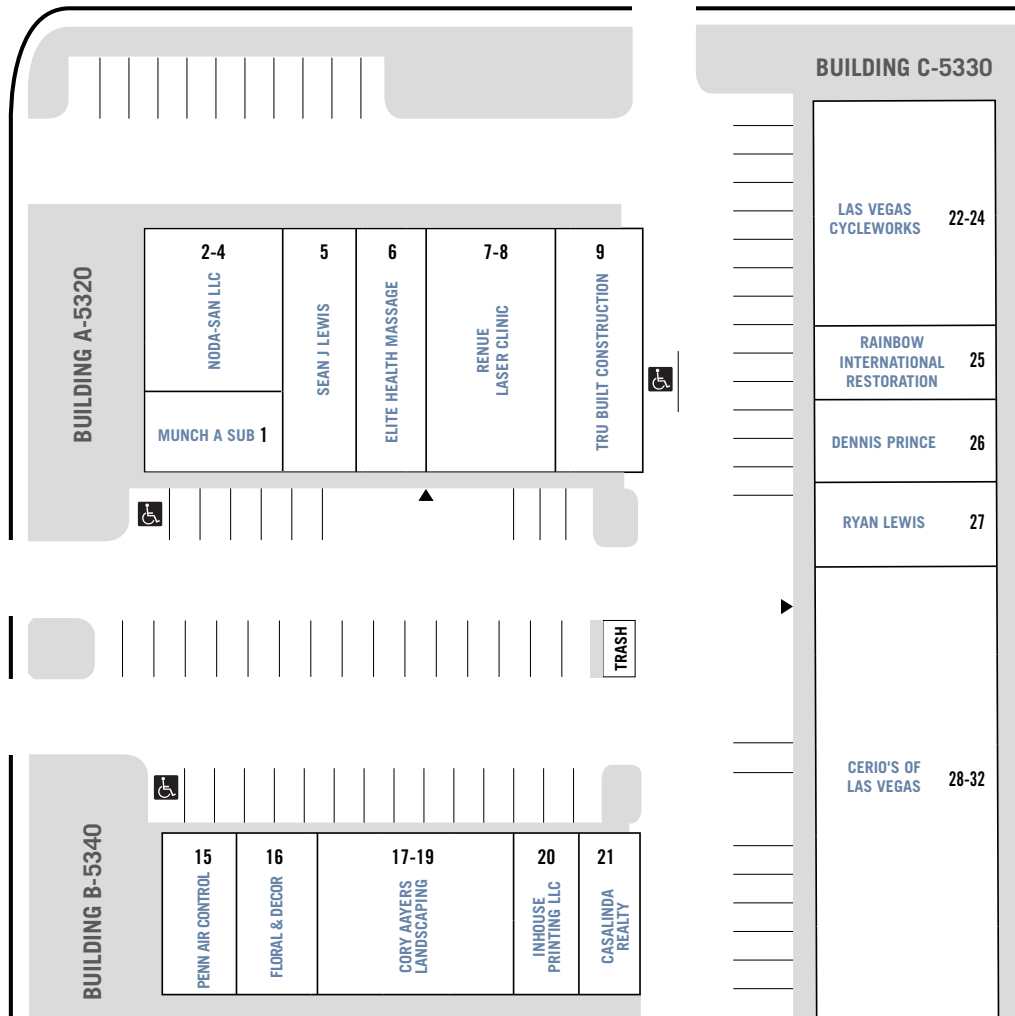 BUILDING C-5330
LAS VEGAS
CYCLEWORKS
22-24
RAINBOW
INTERNATIONAL
RESTORATION
25
DENNIS PRINCE
26
RYAN LEWIS
27
CERIO'S OF
LAS VEGAS
28-32
BUILDING A-5320
2-4
NODA-SAN LLC
MUNCH A SUB 1
5
SEAN J LEWIS
6
ELITE HEALTH MASSAGE
7-8
RENUE
LASER CLINIC
9
TRU BUILT CONSTRUCTION
TRASH
BUILDING B-5340
15
PENN AIR CONTROL
16
FLORAL & DECOR
17-19
CORY AAYERS
LANDSCAPING
20
INHOUSE
PRINTING LLC
21
CASALINDA
REALTY